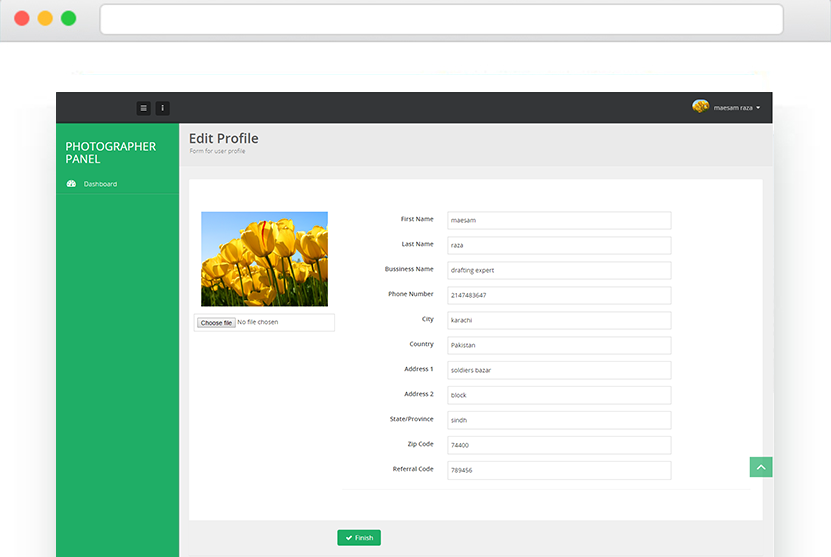 maesam raza
PHOTOGRAPHER
PANEL
Dashboard
Edit Profile
Form for user profile
Choose file No file chosen
First Name maesam
Last Name raza
Bussiness Name drafting expert
Phone Number 2147483647
City karachi
Country Pakistan
Address 1 soldiers bazar
Address 2 block
State/Province sindh
Zip Code 74400
Referral Code 789456
Finish